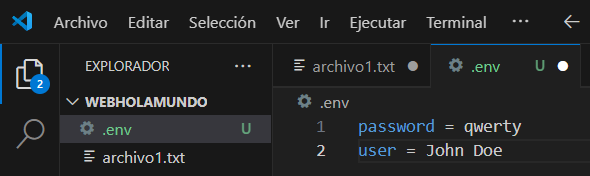 Archivo Editar Selección Ver Ir Ejecutar Terminal ···
EXPLORADOR ···
archivo1.txt
.env U
2
WEBHOLAMUNDO
.env U
archivo1.txt
.env
1 password = qwerty
2 user = John Doe